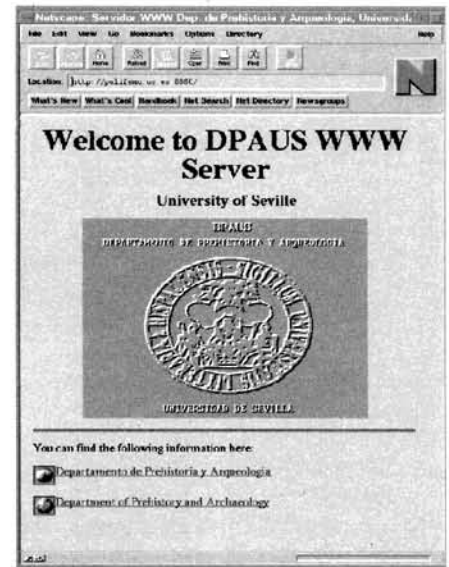 Netscape: Servidor WWW Dep. de Prehistoria y Arqueologia, Universid
File Edit View Go Bookmarks Options Directory Help
Home Reload Open Print Find
Location: http://
What's New What's Cool Handbook Net Search Net Directory Newsgroups
N
Welcome to DPAUS WWW
Server
University of Seville
DPAUS
DEPARTAMENTO DE PREHISTORIA Y ARQUEOLOGIA
UNIVERSIDAD DE SEVILLA
You can find the following information here:
Departamento de Prehistoria y Arqueologia
Department of Prehistory and Archaeology